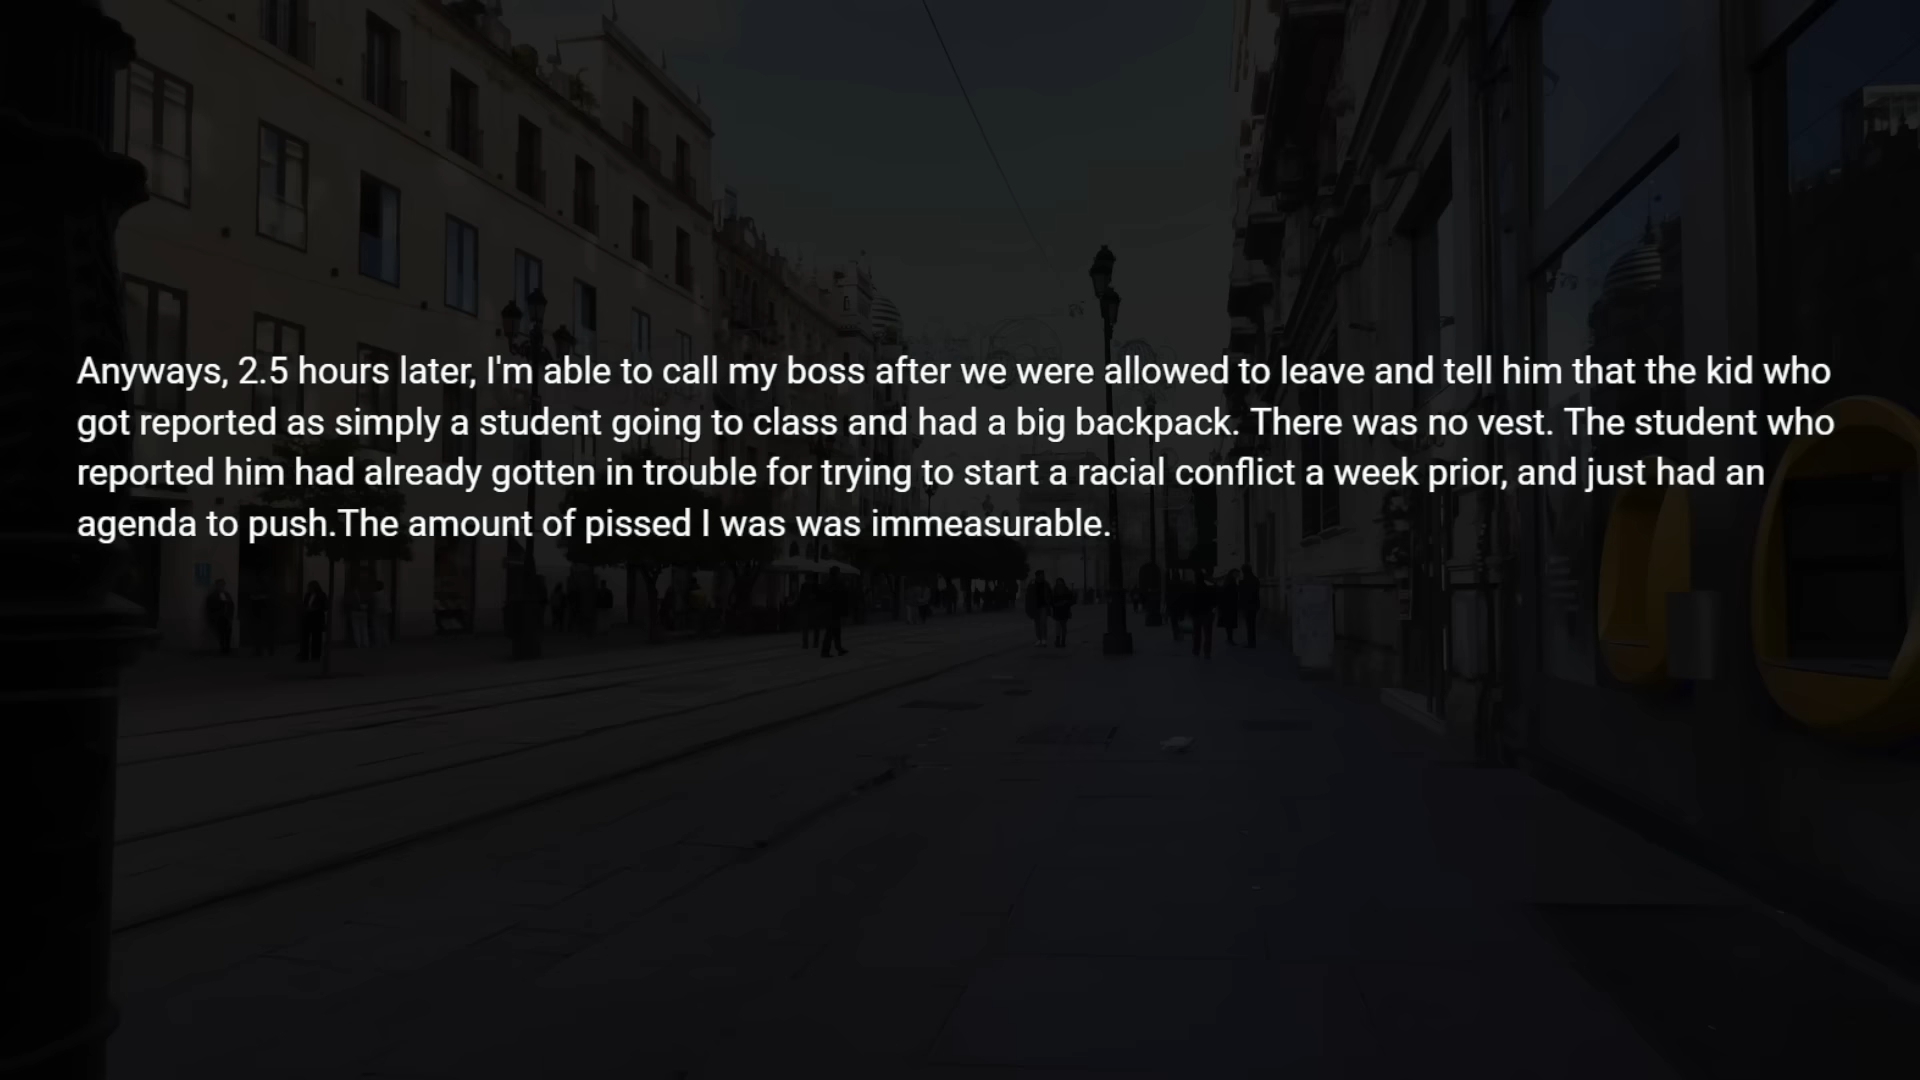 Anyways, 2.5 hours later, I'm able to call my boss after we were allowed to leave and tell him that the kid who
got reported as simply a student going to class and had a big backpack. There was no vest. The student who
reported him had already gotten in trouble for trying to start a racial conflict a week prior, and just had an
agenda to push.The amount of pissed I was was immeasurable.